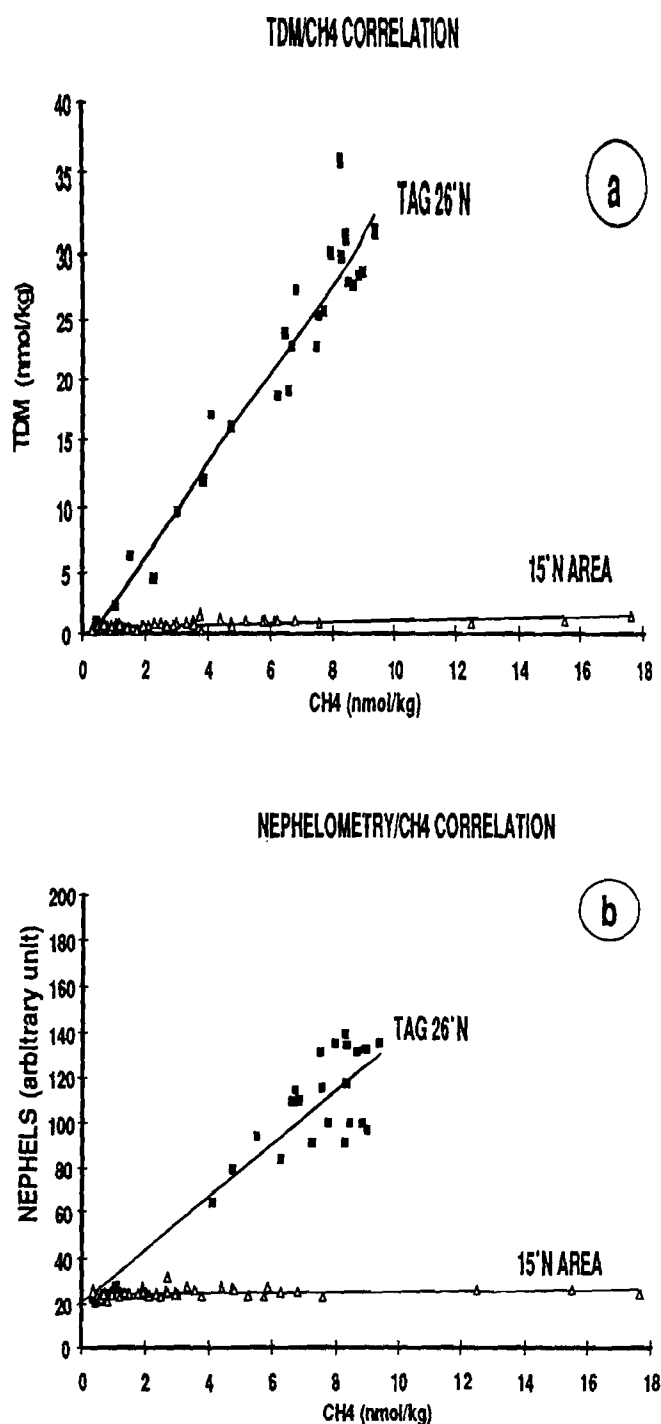 TDM/CH4 CORRELATION
a
TAG 26°N
15°N AREA
TDM (nmol/kg)
40
35
30
25
20
15
10
5
0
0 2 4 6 8 10 12 14 16 18
CH4 (nmol/kg)
NEPHELOMETRY/CH4 CORRELATION
b
TAG 26°N
15°N AREA
NEPHELS (arbitrary unit)
200
180
160
140
120
100
80
60
40
20
0
0 2 4 6 8 10 12 14 16 18
CH4 (nmol/kg)